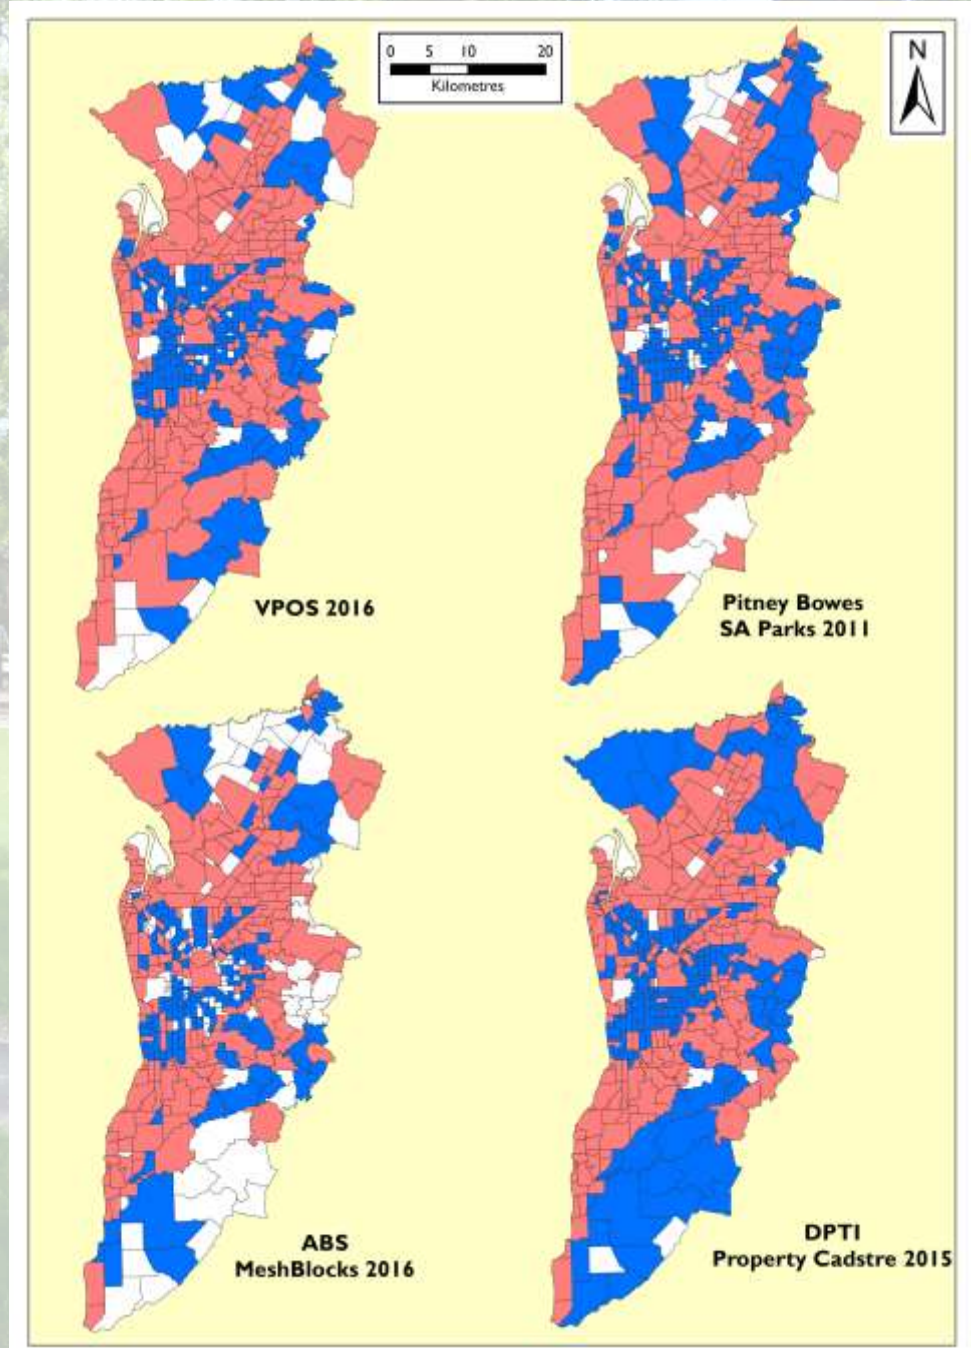 0 5 10 20
Kilometres
N
VPOS 2016
Pitney Bowes
SA Parks 2011
ABS
MeshBlocks 2016
DPTI
Property Cadstre 2015